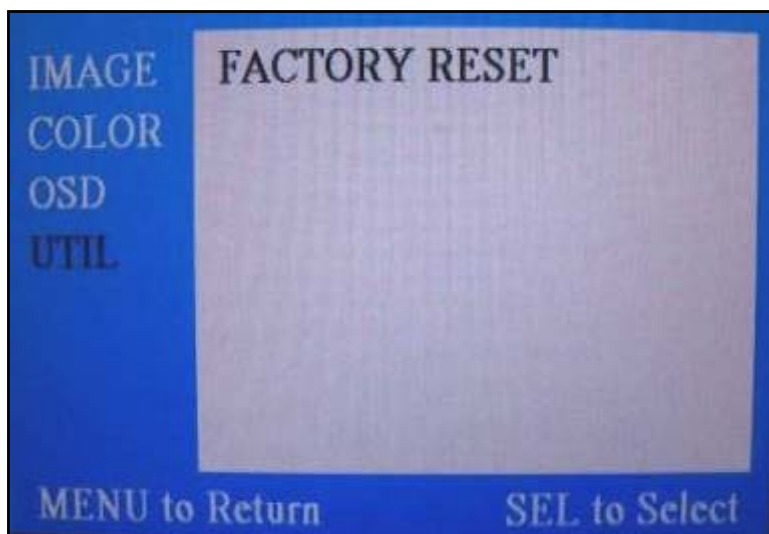 IMAGE
FACTORY RESET
COLOR
OSD
UTIL
MENU to Return
SEL to Select